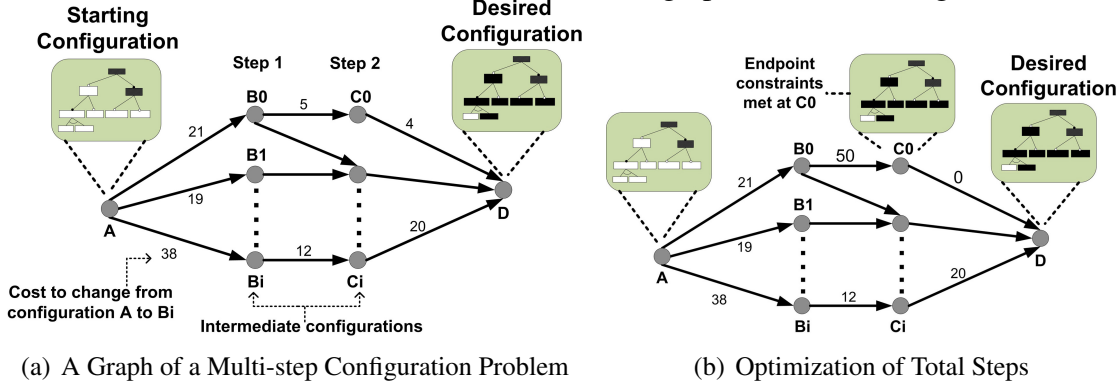 Starting
Configuration
Desired
Configuration
Step 1
Step 2
B0
5
C0
21
4
B1
19
A
D
38
12
20
Bi
Ci
Cost to change from
configuration A to Bi
Intermediate configurations
(a) A Graph of a Multi-step Configuration Problem
Endpoint
constraints
met at C0
Desired
Configuration
B0
50
C0
21
0
B1
19
A
D
38
12
20
Bi
Ci
(b) Optimization of Total Steps